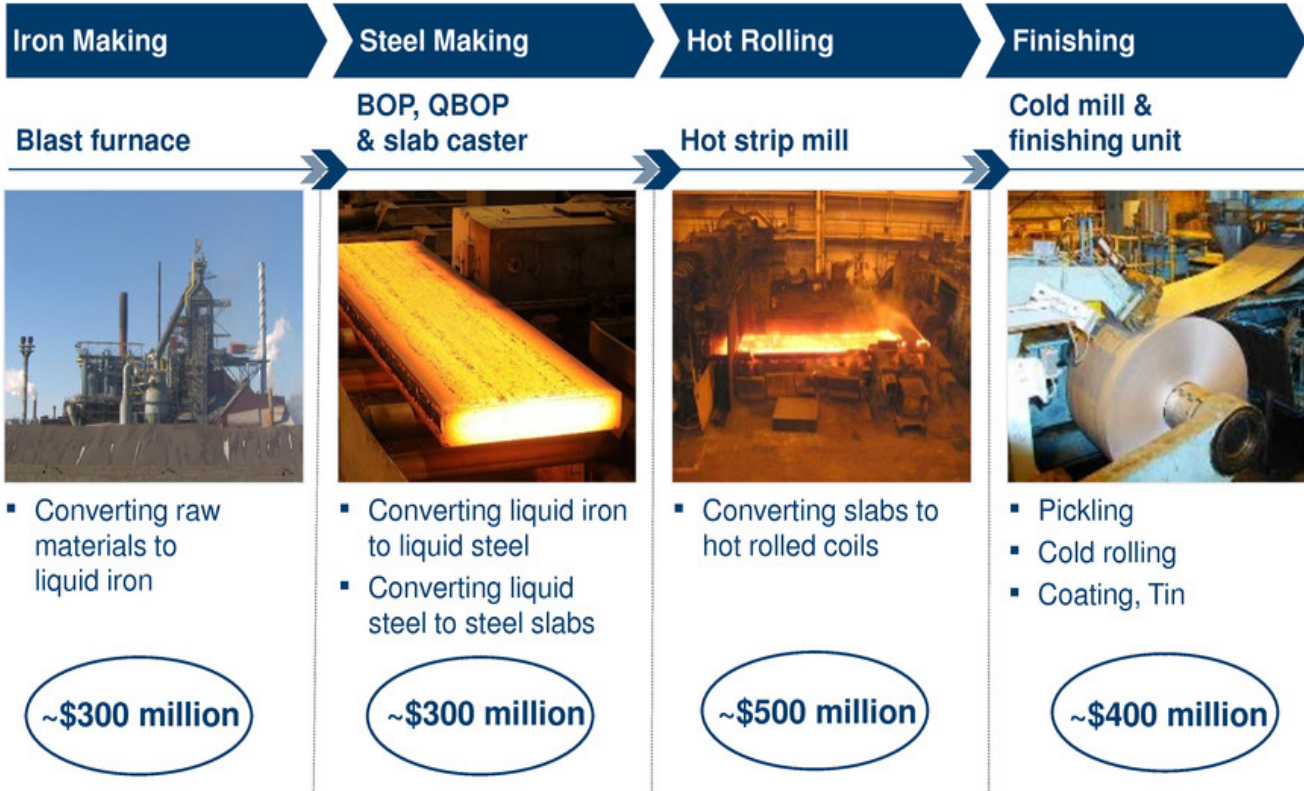 Iron Making
Steel Making
Hot Rolling
Finishing
Blast furnace
BOP, QBOP
& slab caster
Hot strip mill
Cold mill &
finishing unit
▪ Converting raw
materials to
liquid iron
▪ Converting liquid iron
to liquid steel
▪ Converting liquid
steel to steel slabs
▪ Converting slabs to
hot rolled coils
▪ Pickling
▪ Cold rolling
▪ Coating, Tin
~$300 million
~$300 million
~$500 million
~$400 million